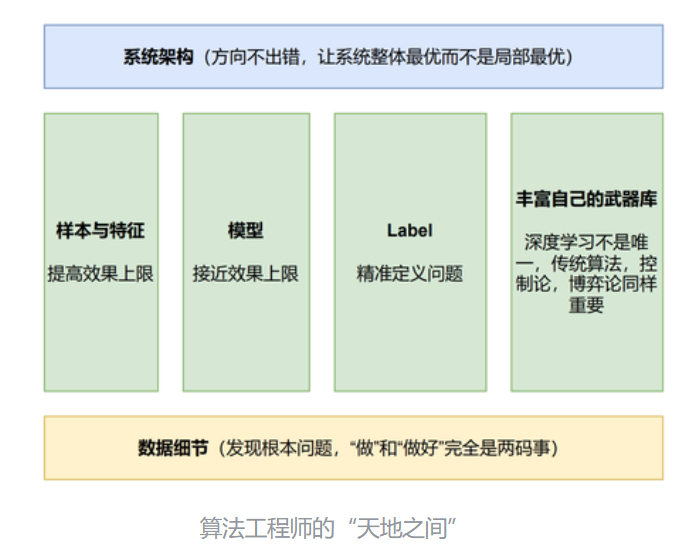 系统架构（方向不出错，让系统整体最优而不是局部最优）
样本与特征
提高效果上限
模型
接近效果上限
Label
精准定义问题
丰富自己的武器库
深度学习不是唯
一，传统算法，控
制论，博弈论同样
重要
数据细节（发现根本问题，“做”和“做好”完全是两码事）
算法工程师的“天地之间”